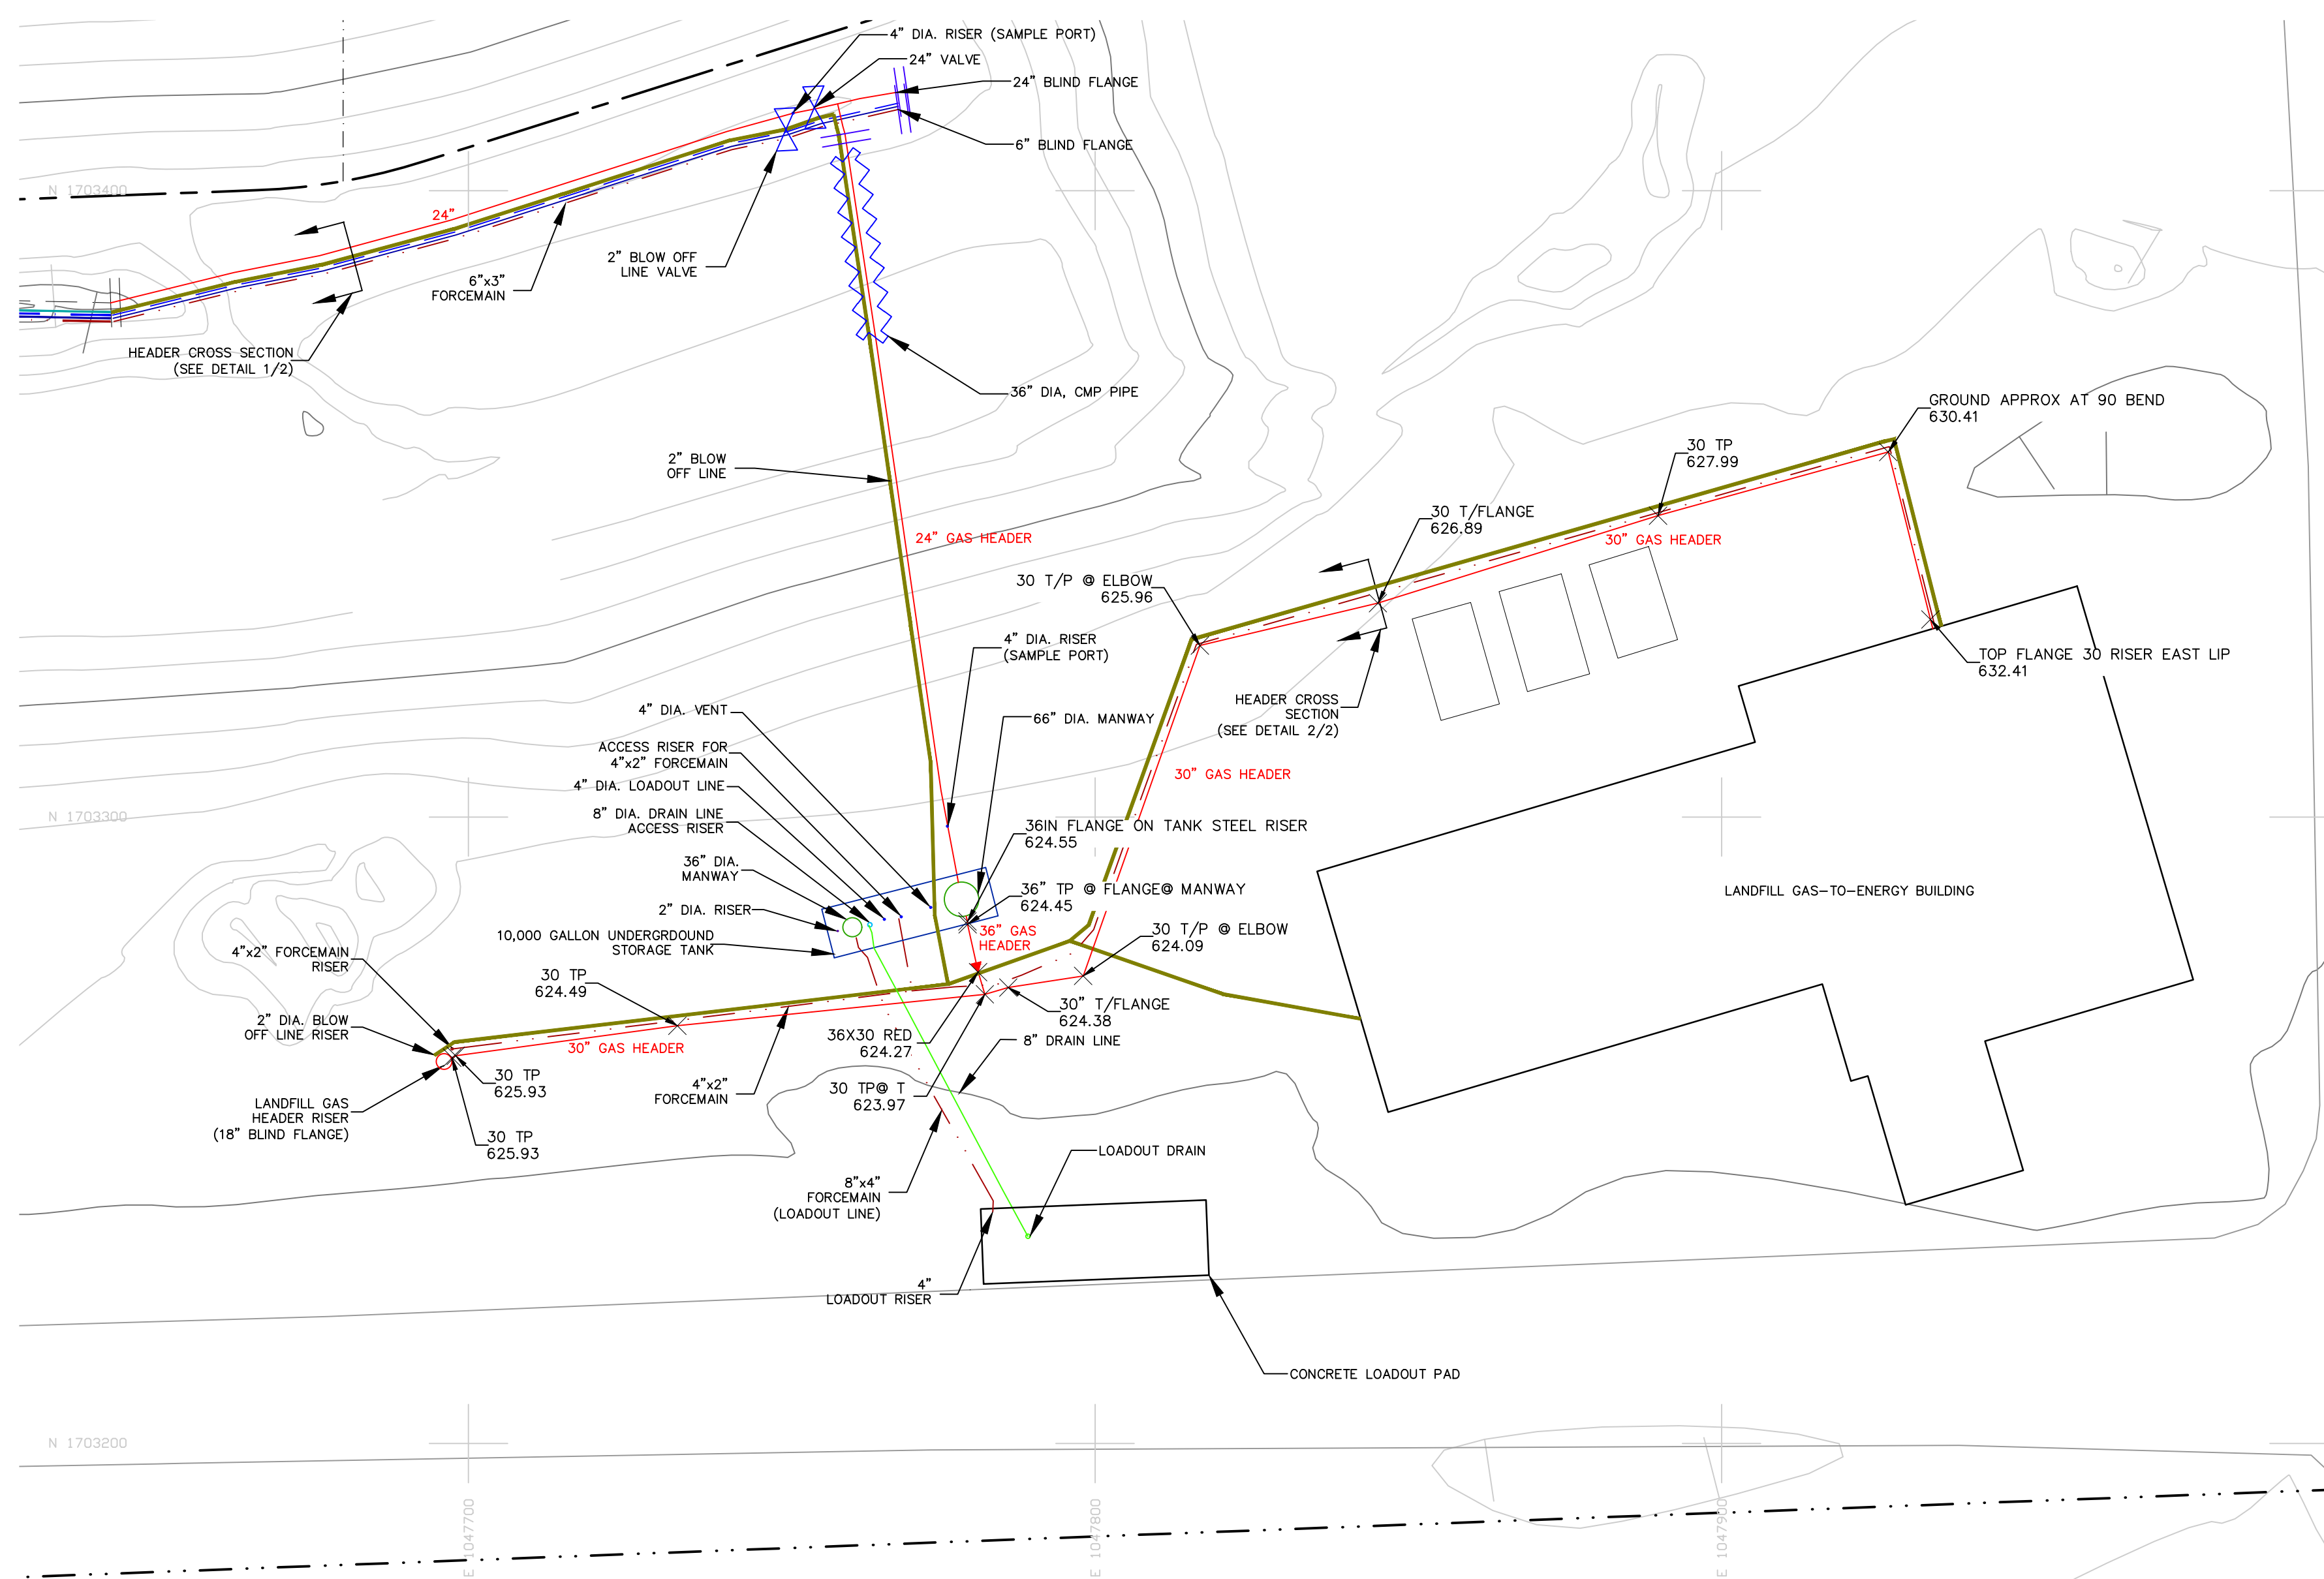 4" DIA. RISER (SAMPLE PORT)
24" VALVE
24" BLIND FLANGE
6" BLIND FLANGE
N 1703400
24"
2" BLOW OFF
LINE VALVE
6"x3"
FORCEMAIN
HEADER CROSS SECTION
(SEE DETAIL 1/2)
36" DIA, CMP PIPE
GROUND APPROX AT 90 BEND
630.41
30 TP
627.99
2" BLOW
OFF LINE
30 T/FLANGE
626.89
24" GAS HEADER
30" GAS HEADER
30 T/P @ ELBOW
625.96
4" DIA. RISER
(SAMPLE PORT)
TOP FLANGE 30 RISER EAST LIP
632.41
HEADER CROSS
SECTION
(SEE DETAIL 2/2)
4" DIA. VENT
66" DIA. MANWAY
ACCESS RISER FOR
4"x2" FORCEMAIN
30" GAS HEADER
4" DIA. LOADOUT LINE
N 1703300
8" DIA. DRAIN LINE
ACCESS RISER
36IN FLANGE ON TANK STEEL RISER
624.55
36" DIA.
MANWAY
36" TP @ FLANGE@ MANWAY
624.45
LANDFILL GAS-TO-ENERGY BUILDING
2" DIA. RISER
10,000 GALLON UNDERGRDOUND
STORAGE TANK
36" GAS
HEADER
30 T/P @ ELBOW
624.09
4"x2" FORCEMAIN
RISER
30 TP
624.49
30" T/FLANGE
624.38
2" DIA. BLOW
OFF LINE RISER
36X30 RED
624.27
8" DRAIN LINE
30" GAS HEADER
30 TP
625.93
4"x2"
FORCEMAIN
30 TP@ T
623.97
LANDFILL GAS
HEADER RISER
(18" BLIND FLANGE)
30 TP
625.93
LOADOUT DRAIN
8"x4"
FORCEMAIN
(LOADOUT LINE)
4"
LOADOUT RISER
CONCRETE LOADOUT PAD
N 1703200
E 1047700
E 1047800
E 1047900